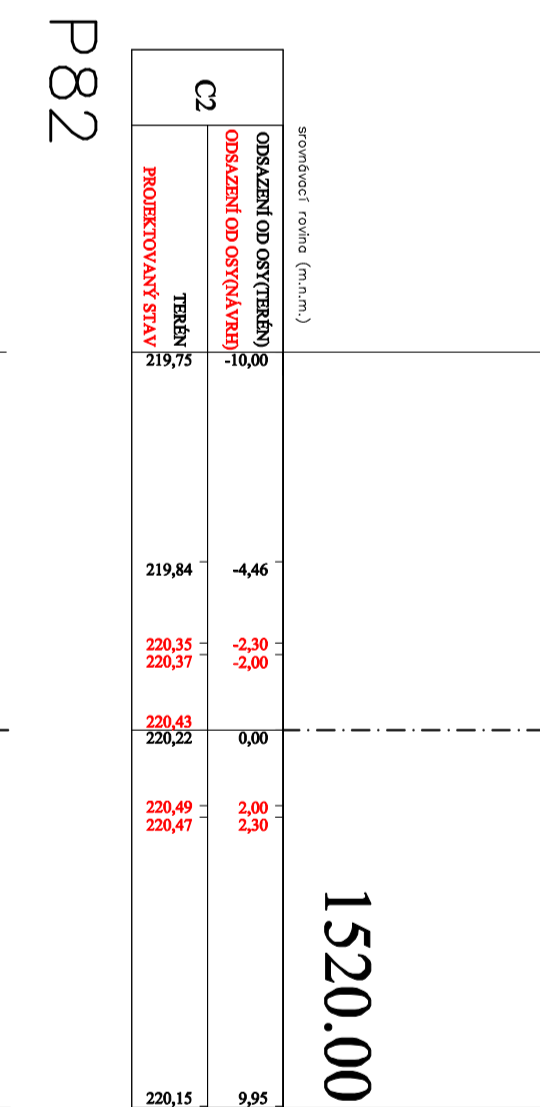 P82
C2
srovnávací rovina (m.n.m.)
ODSAZENÍ OD OSY(TERÉN)
ODSAZENÍ OD OSY(NÁVRH)
TERÉN
PROJEKTOVANÝ STAV
219,75 -10,00
219,84 -4,46
220,35 -2,30
220,37 -2,00
220,43
220,22 0,00
220,49 2,00
220,47 2,30
1520.00
220,15 9,95